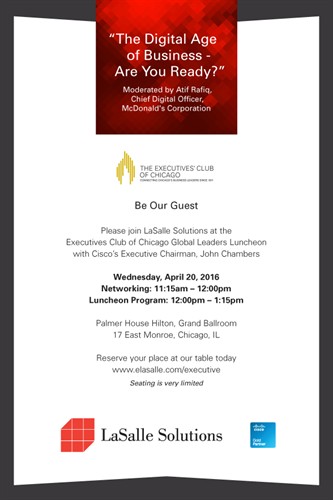 “The Digital Age
of Business -
Are You Ready?”
Moderated by Atif Rafiq,
Chief Digital Officer,
McDonald's Corporation
THE EXECUTIVES' CLUB
OF CHICAGO
CONNECTING CHICAGO'S BUSINESS LEADERS SINCE 1911
Be Our Guest
Please join LaSalle Solutions at the
Executives Club of Chicago Global Leaders Luncheon
with Cisco's Executive Chairman, John Chambers
Wednesday, April 20, 2016
Networking: 11:15am – 12:00pm
Luncheon Program: 12:00pm – 1:15pm
Palmer House Hilton, Grand Ballroom
17 East Monroe, Chicago, IL
Reserve your place at our table today
www.elasalle.com/executive
Seating is very limited
LaSalle Solutions
CISCO
Gold
Partner